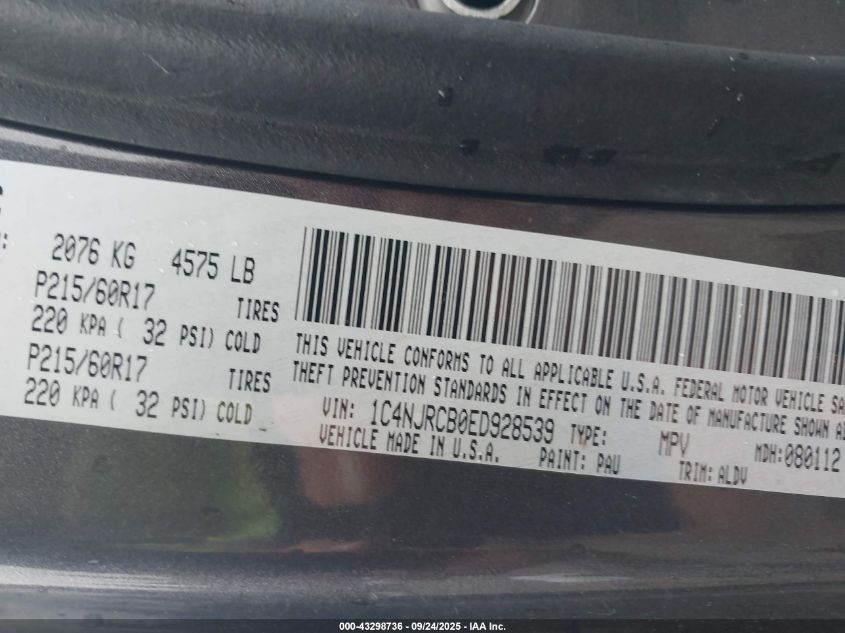 2076 KG 4575 LB
P215/60R17 TIRES
220 KPA ( 32 PSI) COLD
P215/60R17 TIRES
220 KPA ( 32 PSI) COLD
THIS VEHICLE CONFORMS TO ALL APPLICABLE U.S.A. FEDERAL MOTOR VEHICLE SA
THEFT PREVENTION STANDARDS IN EFFECT ON THE DATE OF MANUFACTURE SHOWN A
VIN: 1C4NJRCB0ED928539 TYPE: MPV MDH:080112
VEHICLE MADE IN U.S.A. PAINT: PAU TRIM: ALDV
000-43298736 - 09/24/2025 - IAA Inc.